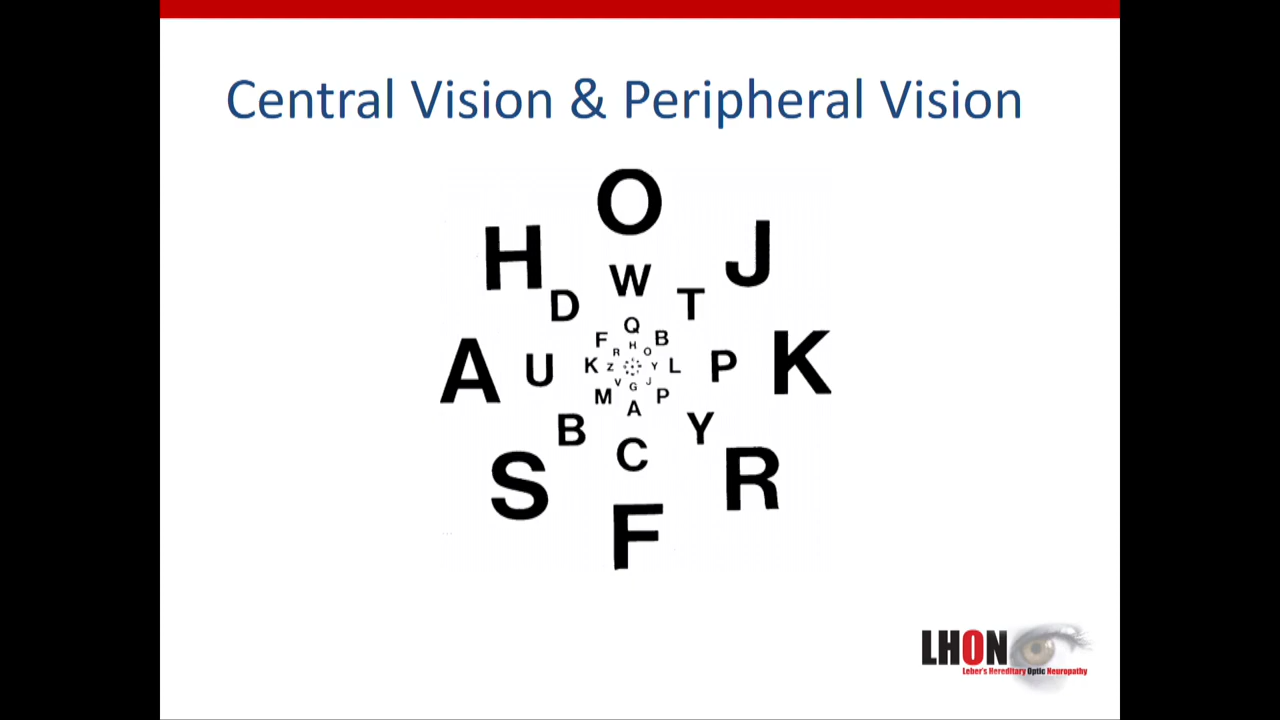 Central Vision & Peripheral Vision
O
H J
W
D T
Q
F B
R H O
A U K Z Y L P K
V G J
M P
A
B Y
C
S R
F
LHON
Leber's Hereditary Optic Neuropathy